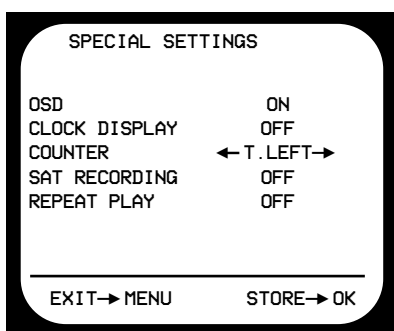 SPECIAL SETTINGS
OSD ON
CLOCK DISPLAY OFF
COUNTER ←T.LEFT→
SAT RECORDING OFF
REPEAT PLAY OFF
EXIT→MENU STORE→OK